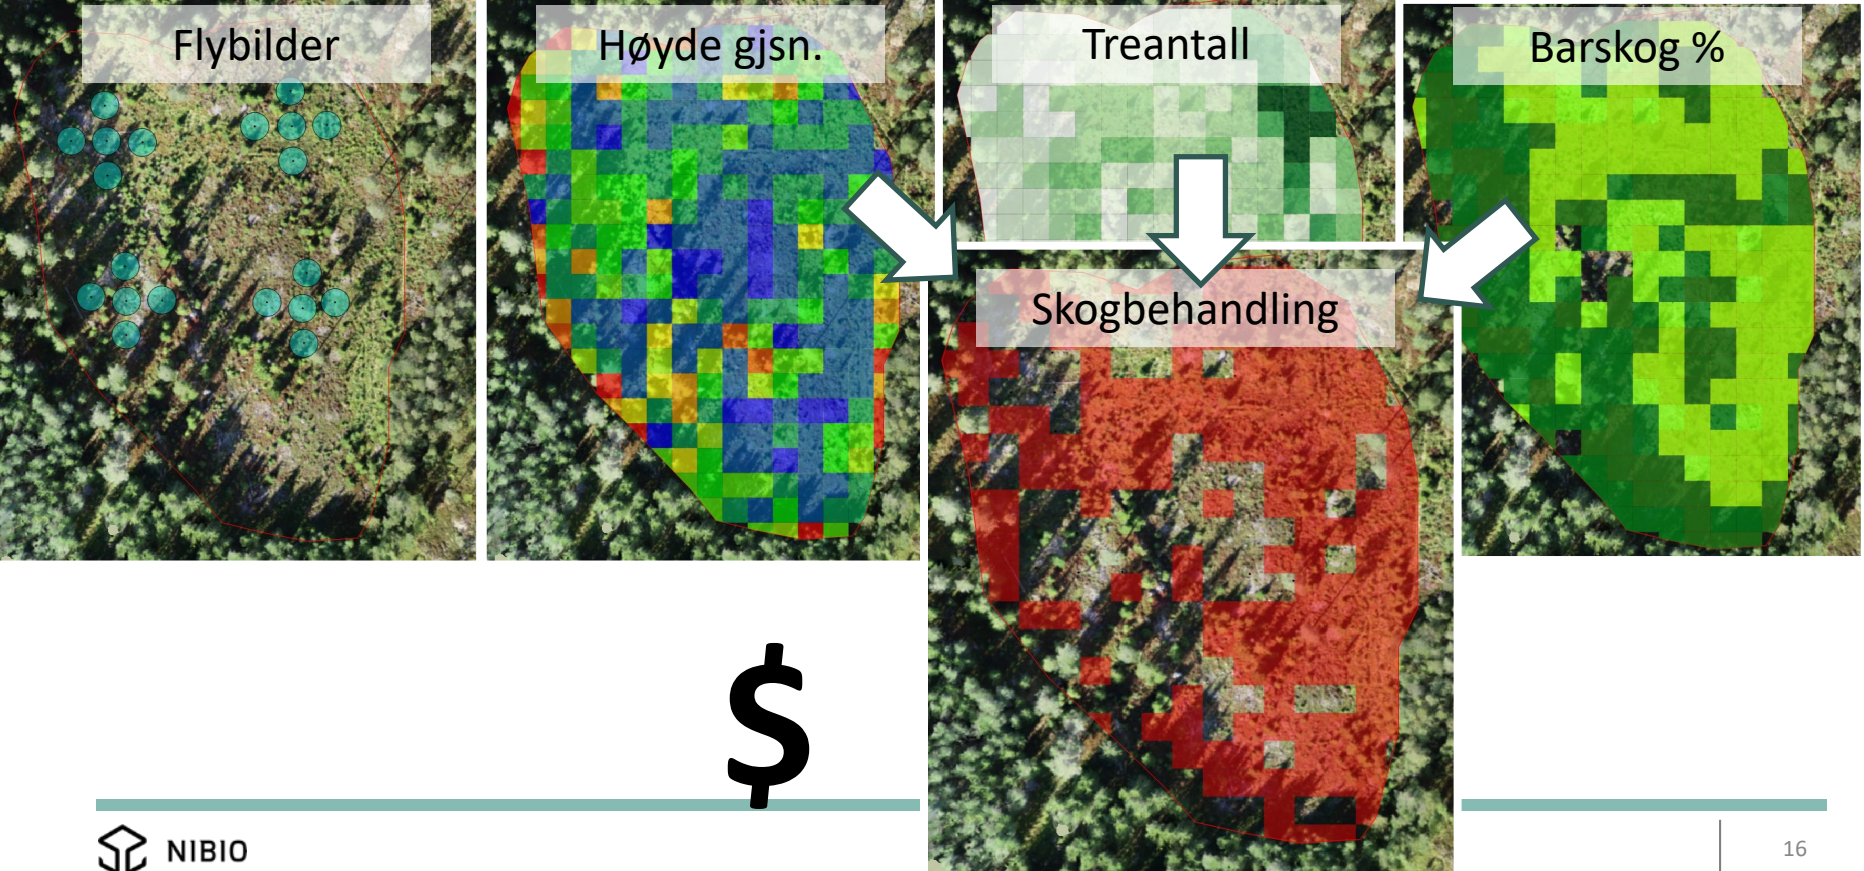 Flybilder
Høyde gjsn.
Treantall
Barskog %
Skogbehandling
$
NIBIO
16